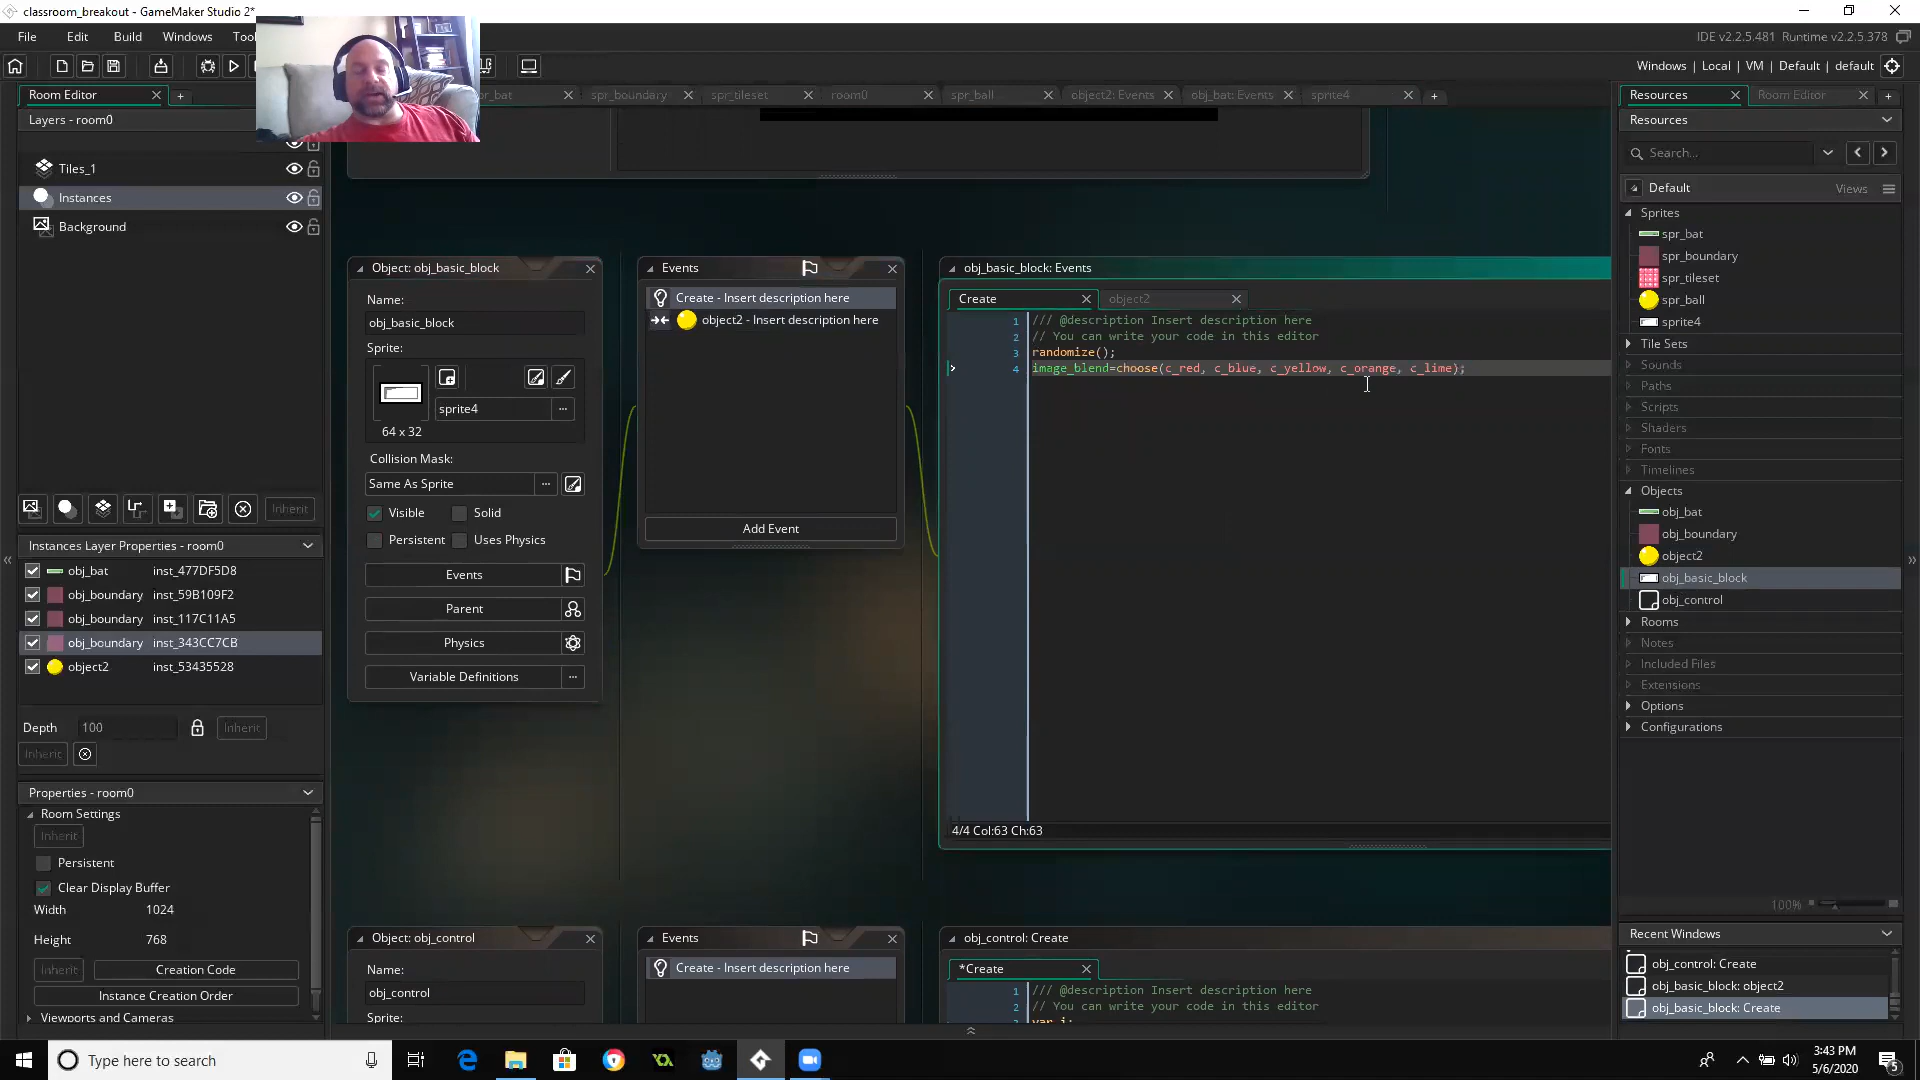 classroom_breakout - GameMaker Studio 2*
File Edit Build Windows
IDE v2.2.5.481 Runtime v2.2.5.378
Windows | Local | VM | Default | default
Room Editor
spr_boundary
spr_tileset
room0
spr_ball
object2: Events
obj_bat: Events
sprite4
Layers - room0
Tiles_1
Instances
Background
Inherit
Instances Layer Properties - room0
obj_bat inst_477DF5D8
obj_boundary inst_59B109F2
obj_boundary inst_117C11A5
obj_boundary inst_343CC7CB
object2 inst_53435528
Depth 100 Inherit
Inherit
Properties - room0
Room Settings
Inherit
Persistent
Clear Display Buffer
Width 1024
Height 768
Inherit Creation Code
Instance Creation Order
Viewports and Cameras
Object: obj_basic_block
Name:
obj_basic_block
Sprite:
sprite4
64 x 32
Collision Mask:
Same As Sprite
Visible Solid
Persistent Uses Physics
Events
Parent
Physics
Variable Definitions
Events
Create - Insert description here
object2 - Insert description here
Add Event
obj_basic_block: Events
Create object2
1 /// @description Insert description here
2 // You can write your code in this editor
3 randomize();
4 image_blend=choose(c_red, c_blue, c_yellow, c_orange, c_lime);
4/4 Col:63 Ch:63
Object: obj_control
Name:
obj_control
Sprite:
Events
Create - Insert description here
obj_control: Create
*Create
1 /// @description Insert description here
2 // You can write your code in this editor
var i;
Resources Room Editor
Resources
Search...
Default Views
Sprites
spr_bat
spr_boundary
spr_tileset
spr_ball
sprite4
Tile Sets
Sounds
Paths
Scripts
Shaders
Fonts
Timelines
Objects
obj_bat
obj_boundary
object2
obj_basic_block
obj_control
Rooms
Notes
Included Files
Extensions
Options
Configurations
100%
Recent Windows
obj_control: Create
obj_basic_block: object2
obj_basic_block: Create
Type here to search
3:43 PM
5/6/2020
5